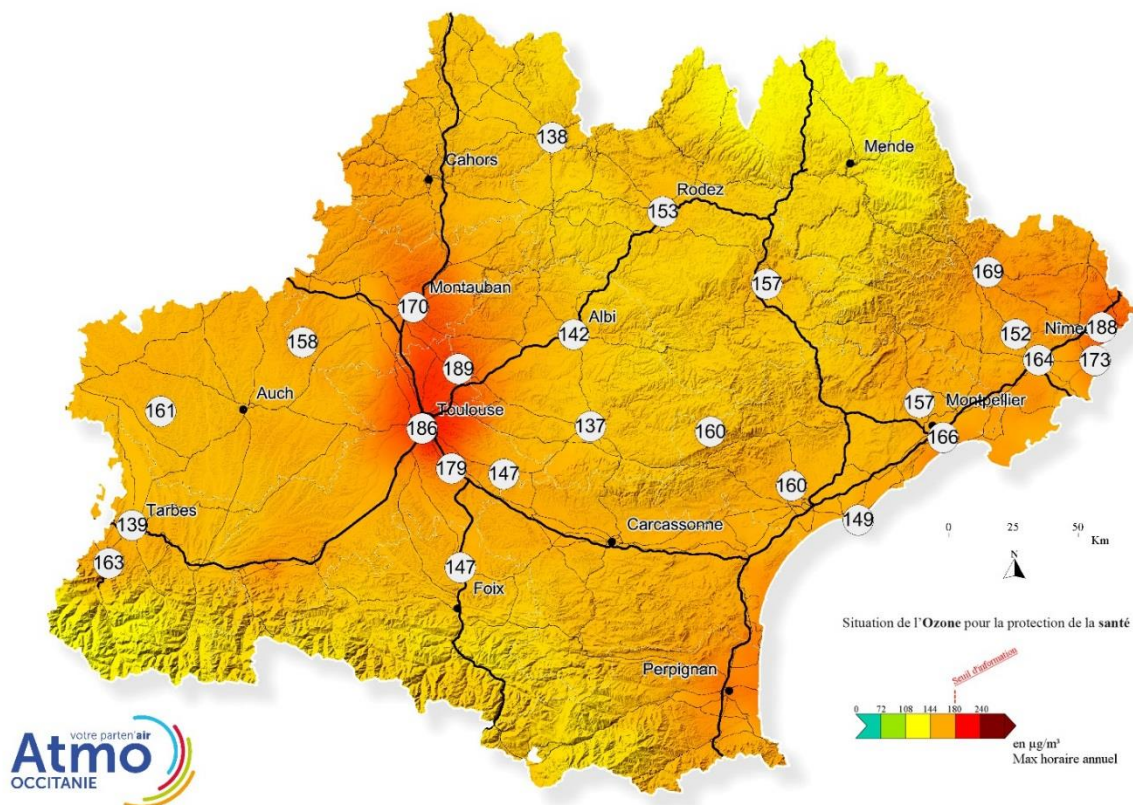 138
Cahors
Mende
Rodez
153
169
157
Montauban
170
Albi
142
188
152
Nîme
158
164
173
189
Auch
161
Toulouse
157
Montpellier
186
137
160
166
179
147
160
Tarbes
139
149
Carcassonne
0 25 50
Km
163
147
N
Foix
Situation de l'Ozone pour la protection de la santé
Perpignan
Seuil d'information
0 72 108 144 180 240
en µg/m³
Max horaire annuel
votre parten'air
Atmo
OCCITANIE